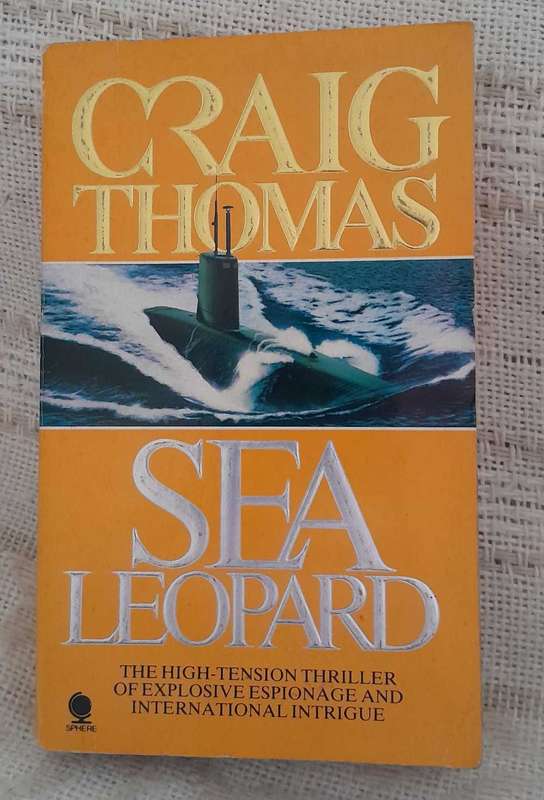 CRAIG
THOMAS
SEA
LEOPARD
THE HIGH-TENSION THRILLER
OF EXPLOSIVE ESPIONAGE AND
INTERNATIONAL INTRIGUE
SPHERE